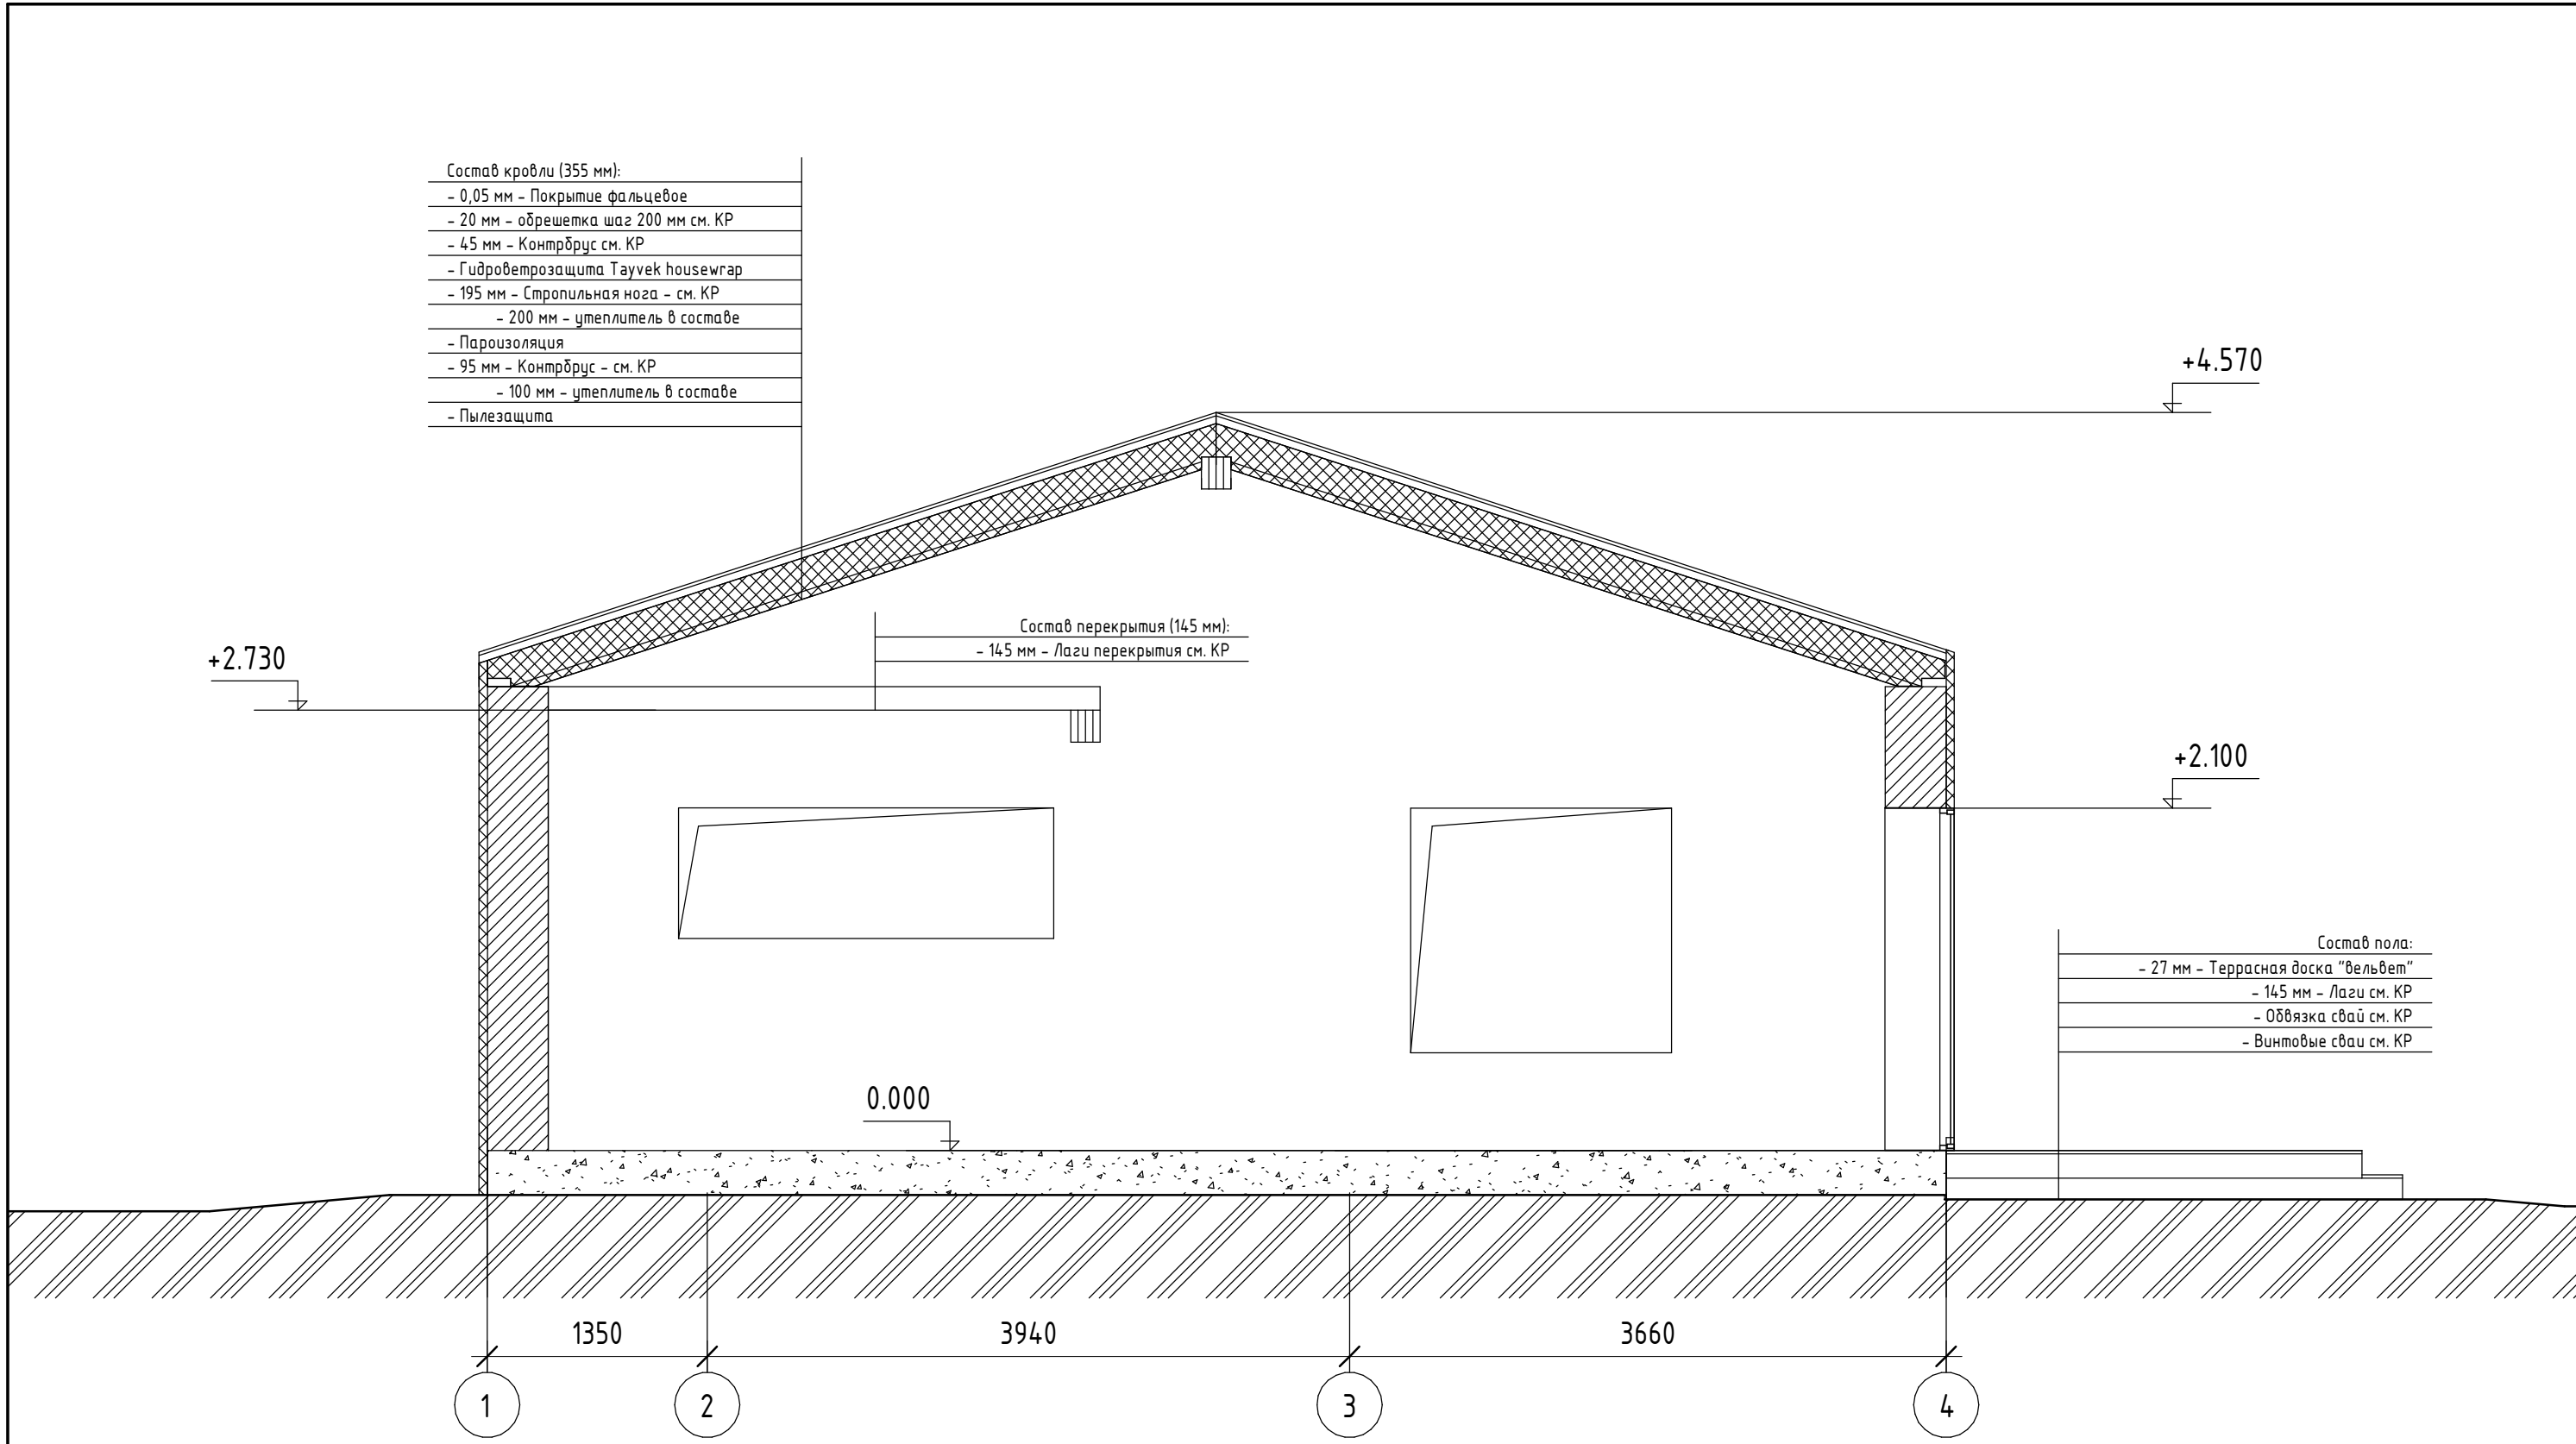 Состав кровли (355 мм):
- 0,05 мм - Покрытие фальцевое
- 20 мм - обрешетка шаг 200 мм см. КР
- 45 мм - Контрбрус см. КР
- Гидроветрозащита Tayvek housewrap
- 195 мм - Стропильная нога - см. КР
- 200 мм - утеплитель в составе
- Пароизоляция
- 95 мм - Контрбрус - см. КР
- 100 мм - утеплитель в составе
- Пылезащита
+4.570
Состав перекрытия (145 мм):
- 145 мм - Лаги перекрытия см. КР
+2.730
+2.100
Состав пола:
- 27 мм - Террасная доска "вельвет"
- 145 мм - Лаги см. КР
- Обвязка свай см. КР
- Винтовые сваи см. КР
0.000
1350 3940 3660
1 2 3 4